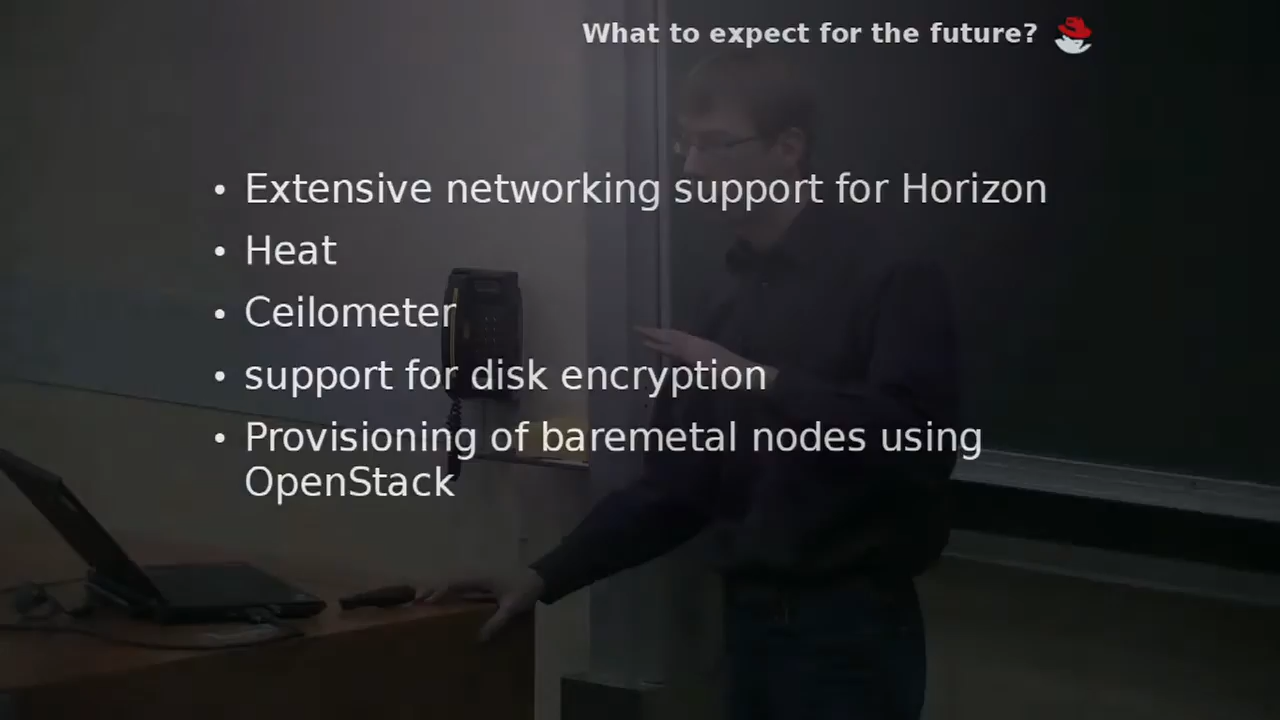 What to expect for the future?
• Extensive networking support for Horizon
• Heat
• Ceilometer
• support for disk encryption
• Provisioning of baremetal nodes using
OpenStack